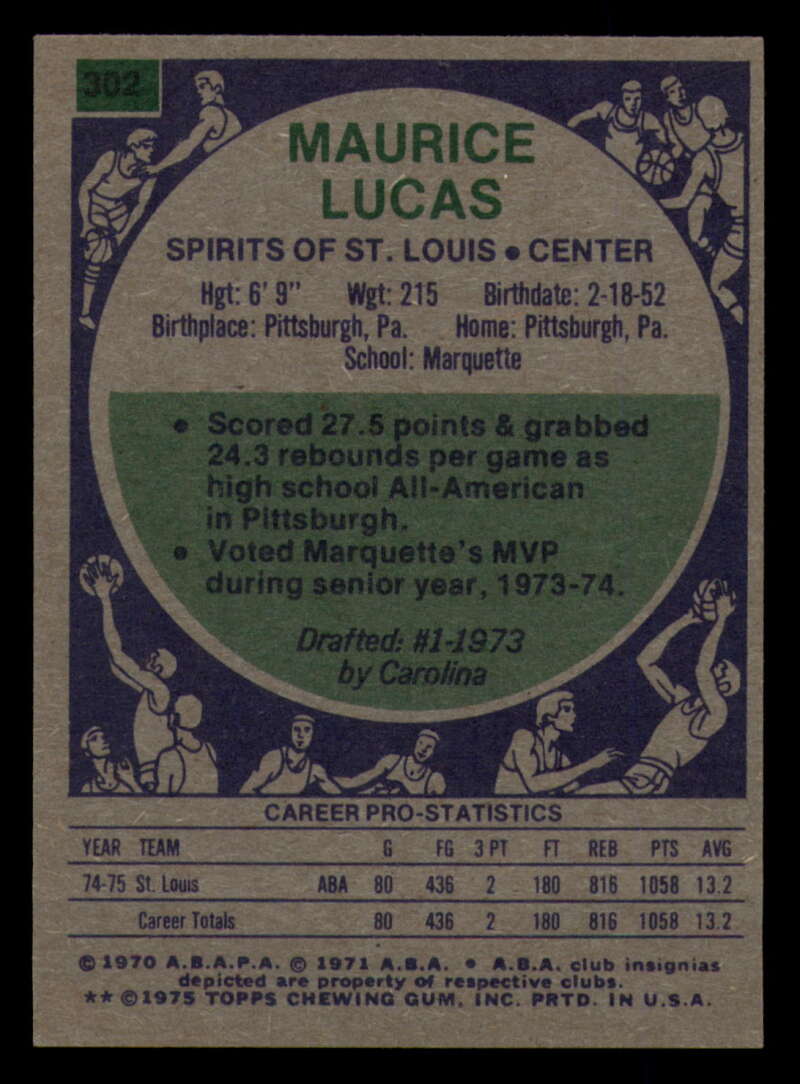 302
MAURICE
LUCAS
SPIRITS OF ST. LOUIS • CENTER
Hgt: 6' 9" Wgt: 215 Birthdate: 2-18-52
Birthplace: Pittsburgh, Pa. Home: Pittsburgh, Pa.
School: Marquette
• Scored 27.5 points & grabbed
24.3 rebounds per game as
high school All-American
in Pittsburgh.
• Voted Marquette's MVP
during senior year, 1973-74.
Drafted: #1-1973
by Carolina
CAREER PRO-STATISTICS
YEAR TEAM G FG 3 PT FT REB PTS AVG
74-75 St. Louis ABA 80 436 2 180 816 1058 13.2
Career Totals 80 436 2 180 816 1058 13.2
© 1970 A.B.A.P.A. © 1971 A.B.A. • A.B.A. club insignias
depicted are property of respective clubs.
** ©1975 TOPPS CHEWING GUM, INC. PRTD. IN U.S.A.